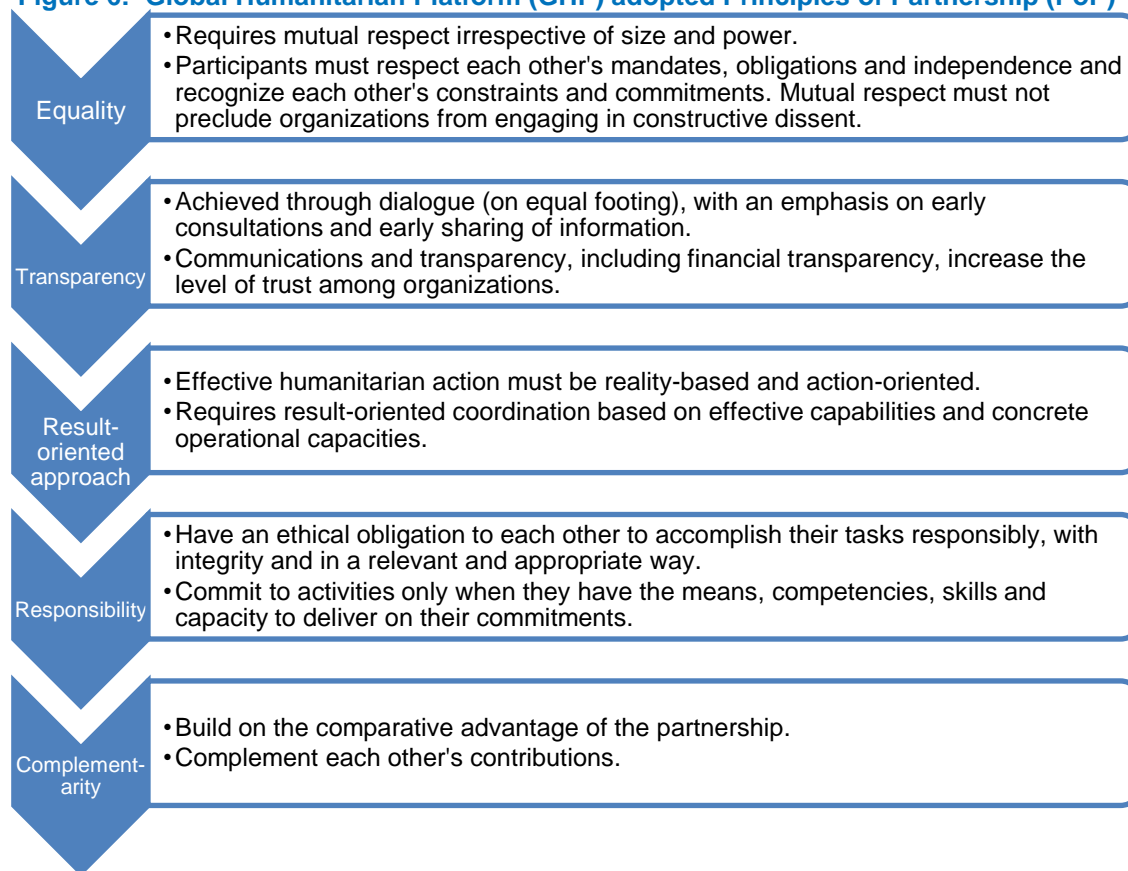 Figure 6: Global Humanitarian Platform (GHP) adopted Principles of Partnership (PoP)
•Requires mutual respect irrespective of size and power.
•Participants must respect each other's mandates, obligations and independence and
recognize each other's constraints and commitments. Mutual respect must not
preclude organizations from engaging in constructive dissent.
Equality
•Achieved through dialogue (on equal footing), with an emphasis on early
consultations and early sharing of information.
•Communications and transparency, including financial transparency, increase the
level of trust among organizations.
Transparency
•Effective humanitarian action must be reality-based and action-oriented.
•Requires result-oriented coordination based on effective capabilities and concrete
operational capacities.
Result-
oriented
approach
•Have an ethical obligation to each other to accomplish their tasks responsibly, with
integrity and in a relevant and appropriate way.
•Commit to activities only when they have the means, competencies, skills and
capacity to deliver on their commitments.
Responsibility
•Build on the comparative advantage of the partnership.
•Complement each other's contributions.
Complement-
arity